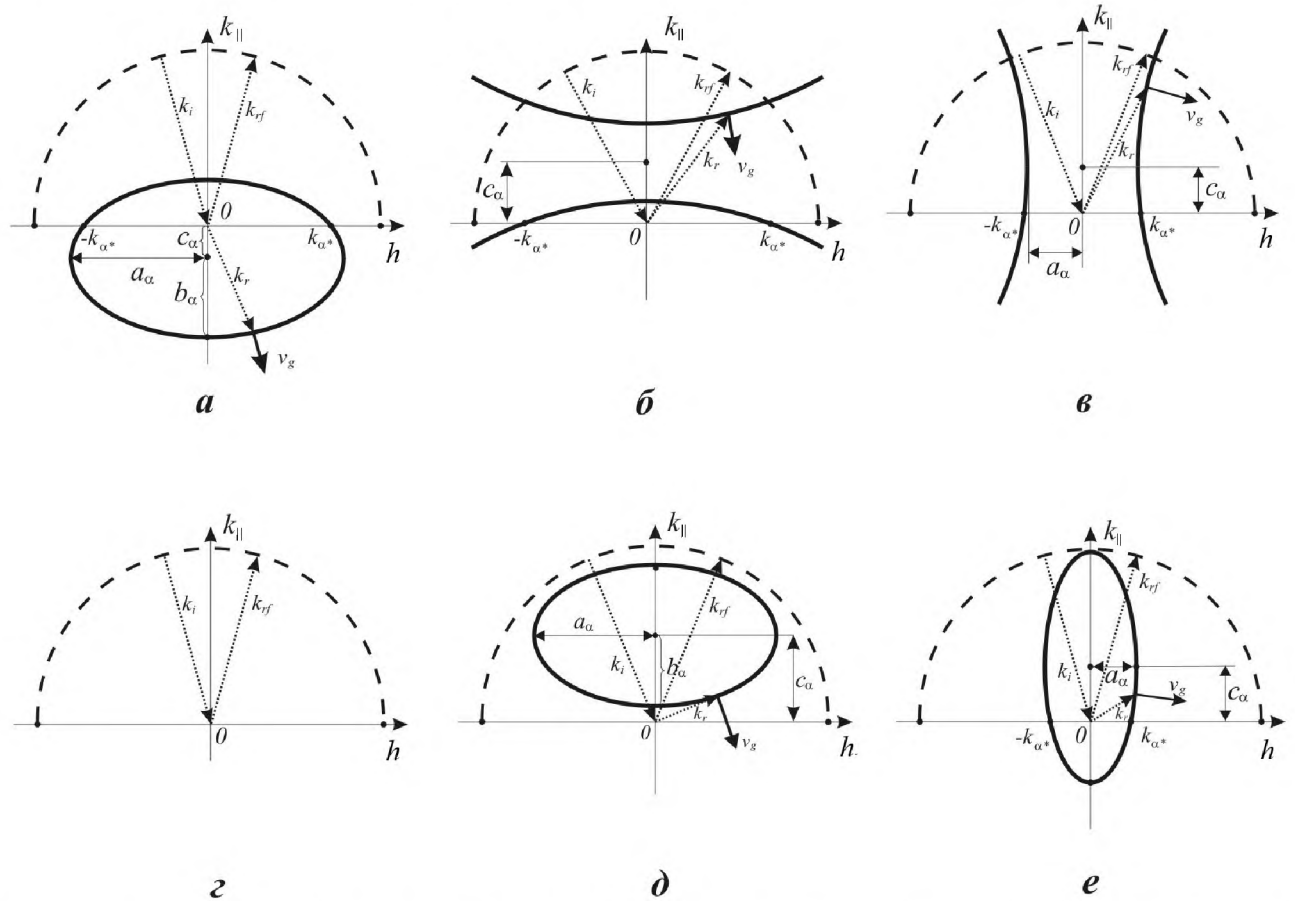 k||
k_i
k_rf
0
-k_α*
c_α
k_α*
h
a_α
b_α
k_r
v_g
а
k||
k_i
k_rf
k_r
v_g
c_α
-k_α*
0
k_α*
h
б
k||
k_i
k_rf
k_r
v_g
c_α
-k_α*
0
k_α*
h
a_α
в
k||
k_i
k_rf
0
h
г
k||
k_rf
a_α
k_i
b_α
c_α
k_r
0
v_g
h
д
k||
k_rf
k_i
a_α
v_g
c_α
k_r
-k_α*
0
k_α*
h
е